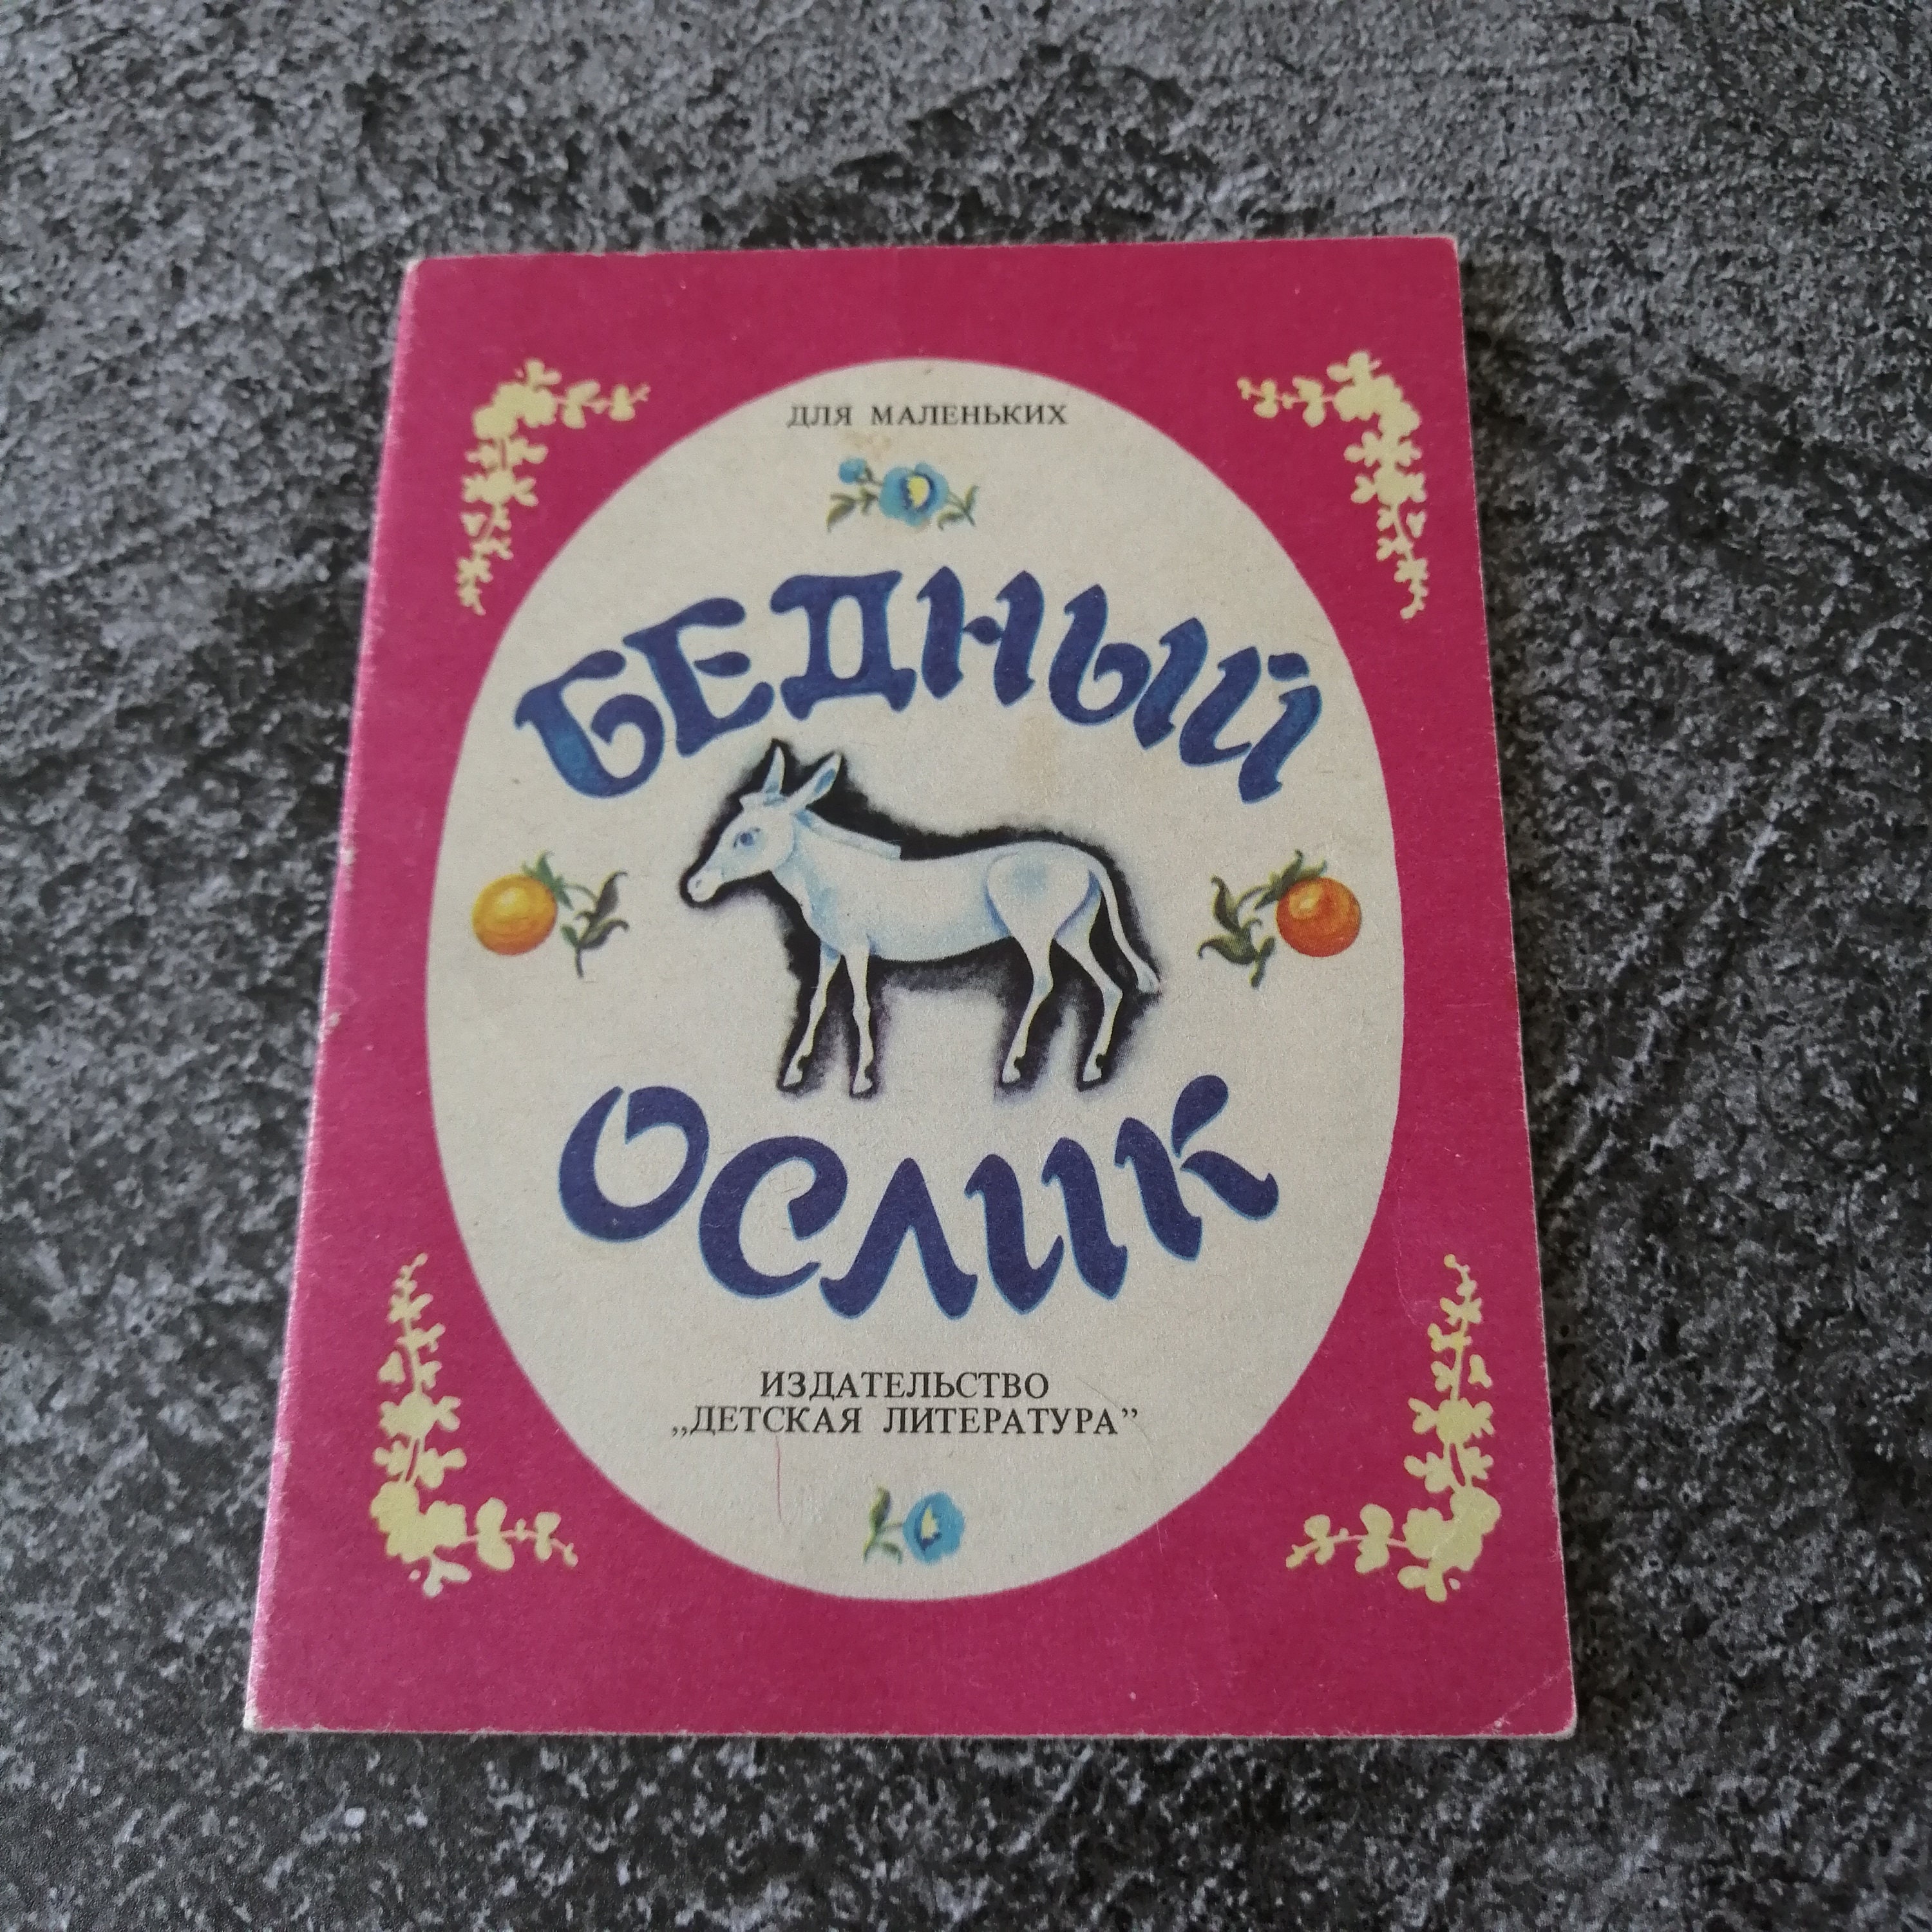 ДЛЯ МАЛЕНЬКИХ
БЕДНЫЙ
ОСЛИК
ИЗДАТЕЛЬСТВО
„ДЕТСКАЯ ЛИТЕРАТУРА”